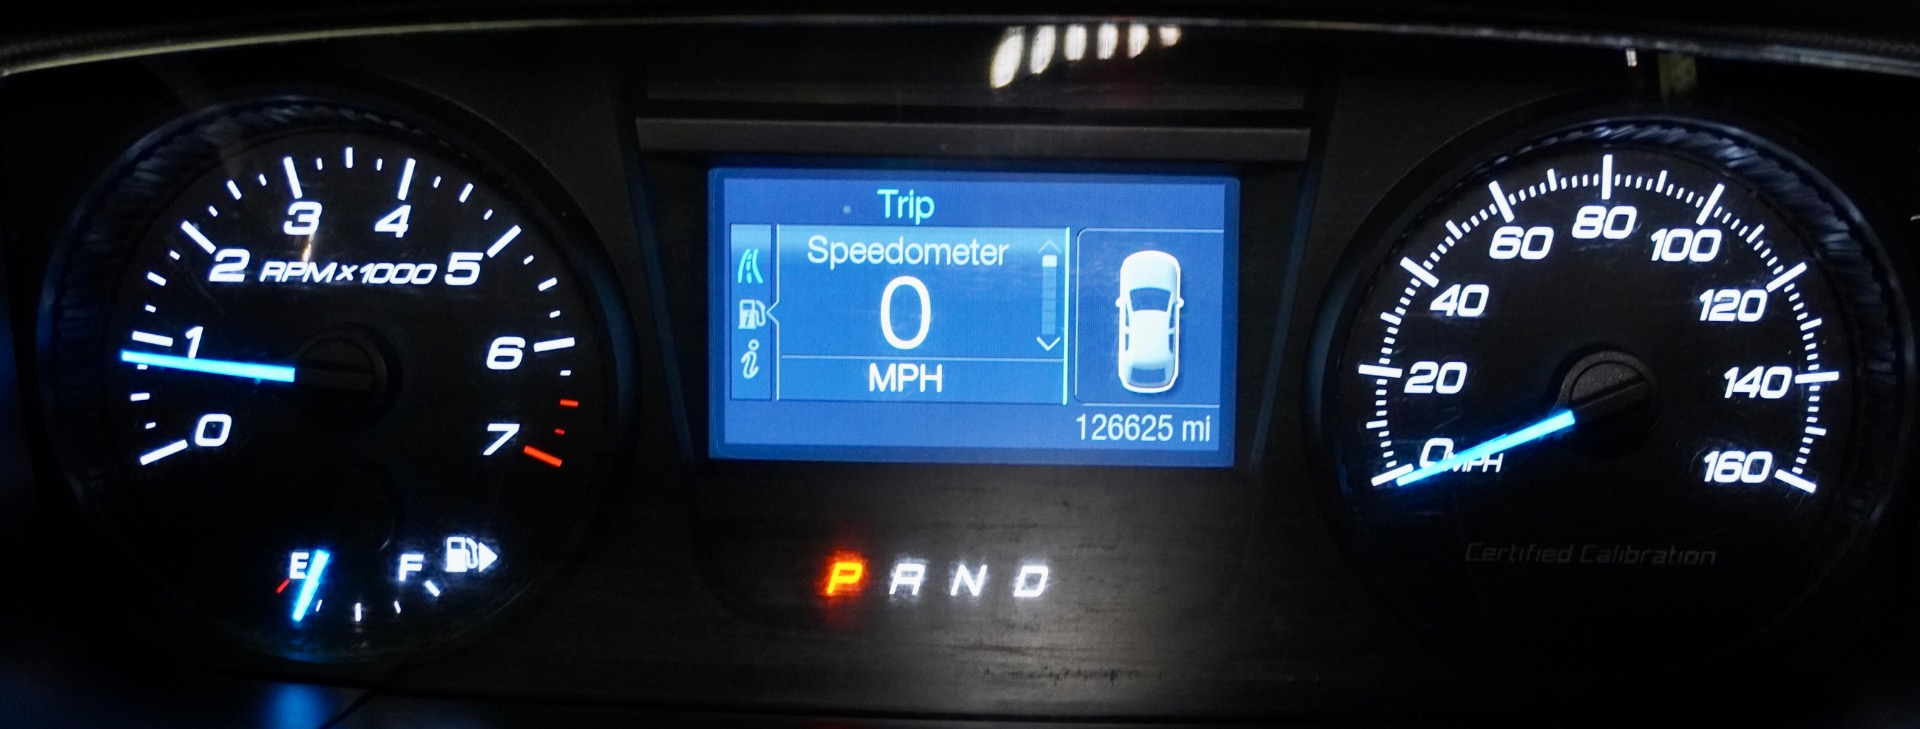 0
1
2
3
4
5
6
7
RPM×1000
E
F
Trip
Speedometer
0
MPH
126625 mi
P R N D
0
20
40
60
80
100
120
140
160
MPH
Certified Calibration